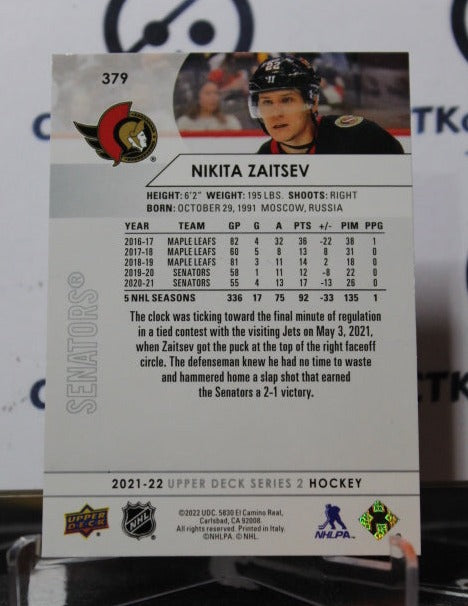 379
NIKITA ZAITSEV
HEIGHT: 6'2" WEIGHT: 195 LBS. SHOOTS: RIGHT
BORN: OCTOBER 29, 1991 MOSCOW, RUSSIA
YEAR TEAM GP G A PTS +/- PIM PPG
2016-17 MAPLE LEAFS 82 4 32 36 -22 38 1
2017-18 MAPLE LEAFS 60 5 8 13 8 31 0
2018-19 MAPLE LEAFS 81 3 11 14 2 18 0
2019-20 SENATORS 58 1 11 12 -8 22 0
2020-21 SENATORS 55 4 13 17 -13 26 0
5 NHL SEASONS 336 17 75 92 -33 135 1
SENATORS®
The clock was ticking toward the final minute of regulation
in a tied contest with the visiting Jets on May 3, 2021,
when Zaitsev got the puck at the top of the right faceoff
circle. The defenseman knew he had no time to waste
and hammered home a slap shot that earned
the Senators a 2-1 victory.
2021-22 UPPER DECK SERIES 2 HOCKEY
UPPER DECK
NHL
©2022 UDC. 5830 El Camino Real,
Carlsbad, CA 92008.
All rights reserved. Printed in Italy.
©NHLPA. © NHL.
NHLPA